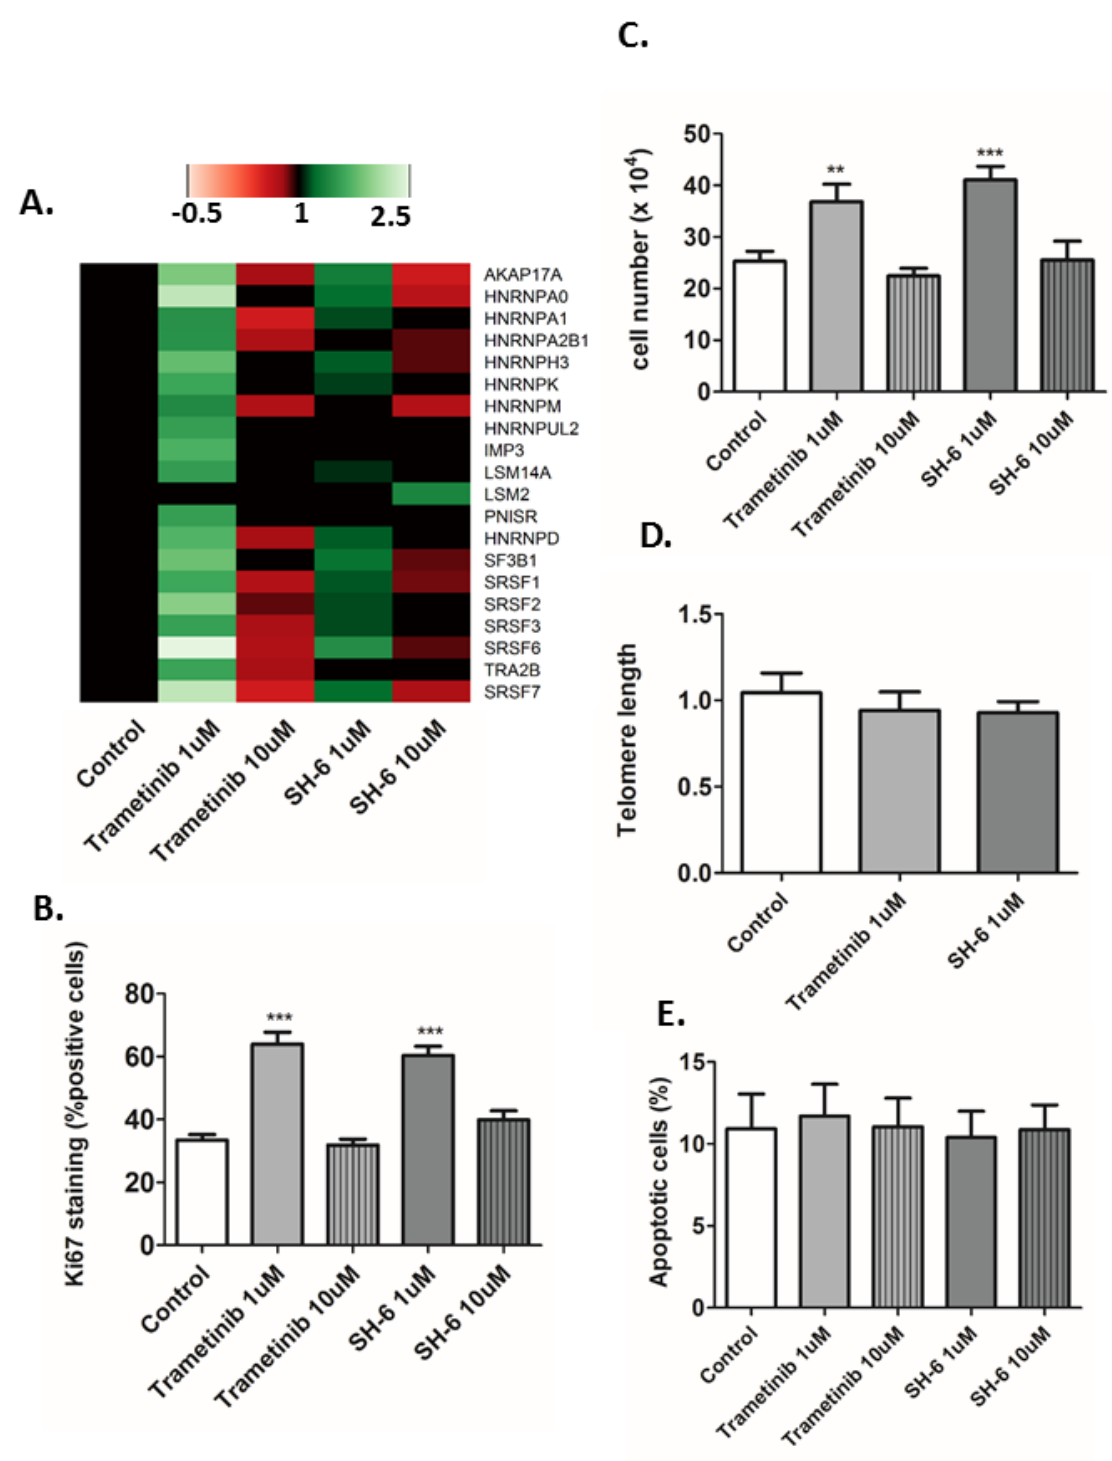 A.
-0.5 1 2.5
AKAP17A
HNRNPA0
HNRNPA1
HNRNPA2B1
HNRNPH3
HNRNPK
HNRNPM
HNRNPUL2
IMP3
LSM14A
LSM2
PNISR
HNRNPD
SF3B1
SRSF1
SRSF2
SRSF3
SRSF6
TRA2B
SRSF7
Control
Trametinib 1uM
Trametinib 10uM
SH-6 1uM
SH-6 10uM
B.
Ki67 staining (%positive cells)
80
60
40
20
0
***
***
Control
Trametinib 1uM
Trametinib 10uM
SH-6 1uM
SH-6 10uM
C.
cell number (x 10⁴)
50
40
30
20
10
0
**
***
Control
Trametinib 1uM
Trametinib 10uM
SH-6 1uM
SH-6 10uM
D.
Telomere length
1.5
1.0
0.5
0.0
Control
Trametinib 1uM
SH-6 1uM
E.
Apoptotic cells (%)
15
10
5
0
Control
Trametinib 1uM
Trametinib 10uM
SH-6 1uM
SH-6 10uM